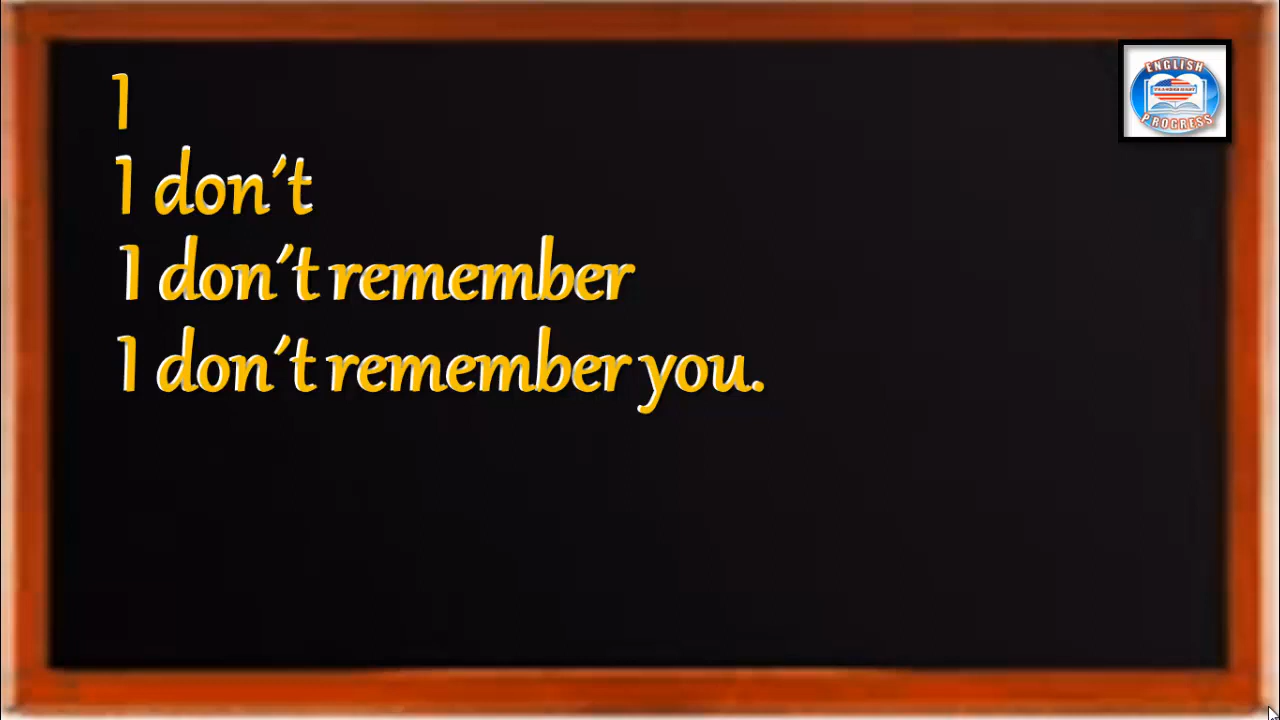 I
I don´t
I don´t remember
I don´t remember you.
ENGLISH
PROGRESS